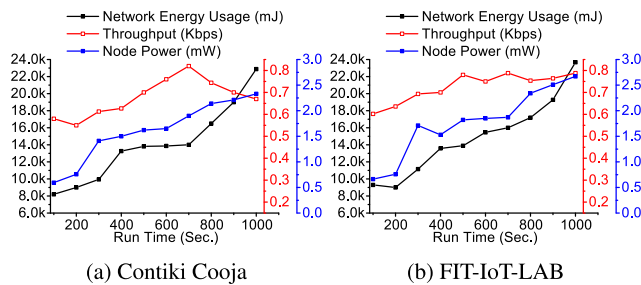 Network Energy Usage (mJ)
Throughput (Kbps)
Node Power (mW)
24.0k
22.0k
20.0k
18.0k
16.0k
14.0k
12.0k
10.0k
8.0k
6.0k
200 400 600 800 1000
Run Time (Sec.)
0.8
0.7
0.6
0.5
0.4
0.3
0.2
3.0
2.5
2.0
1.5
1.0
0.5
0.0
(a) Contiki Cooja
Network Energy Usage (mJ)
Throughput (Kbps)
Node Power (mW)
24.0k
22.0k
20.0k
18.0k
16.0k
14.0k
12.0k
10.0k
8.0k
6.0k
200 400 600 800 1000
Run Time (Sec.)
0.8
0.7
0.6
0.5
0.4
0.3
0.2
3.0
2.5
2.0
1.5
1.0
0.5
0.0
(b) FIT-IoT-LAB